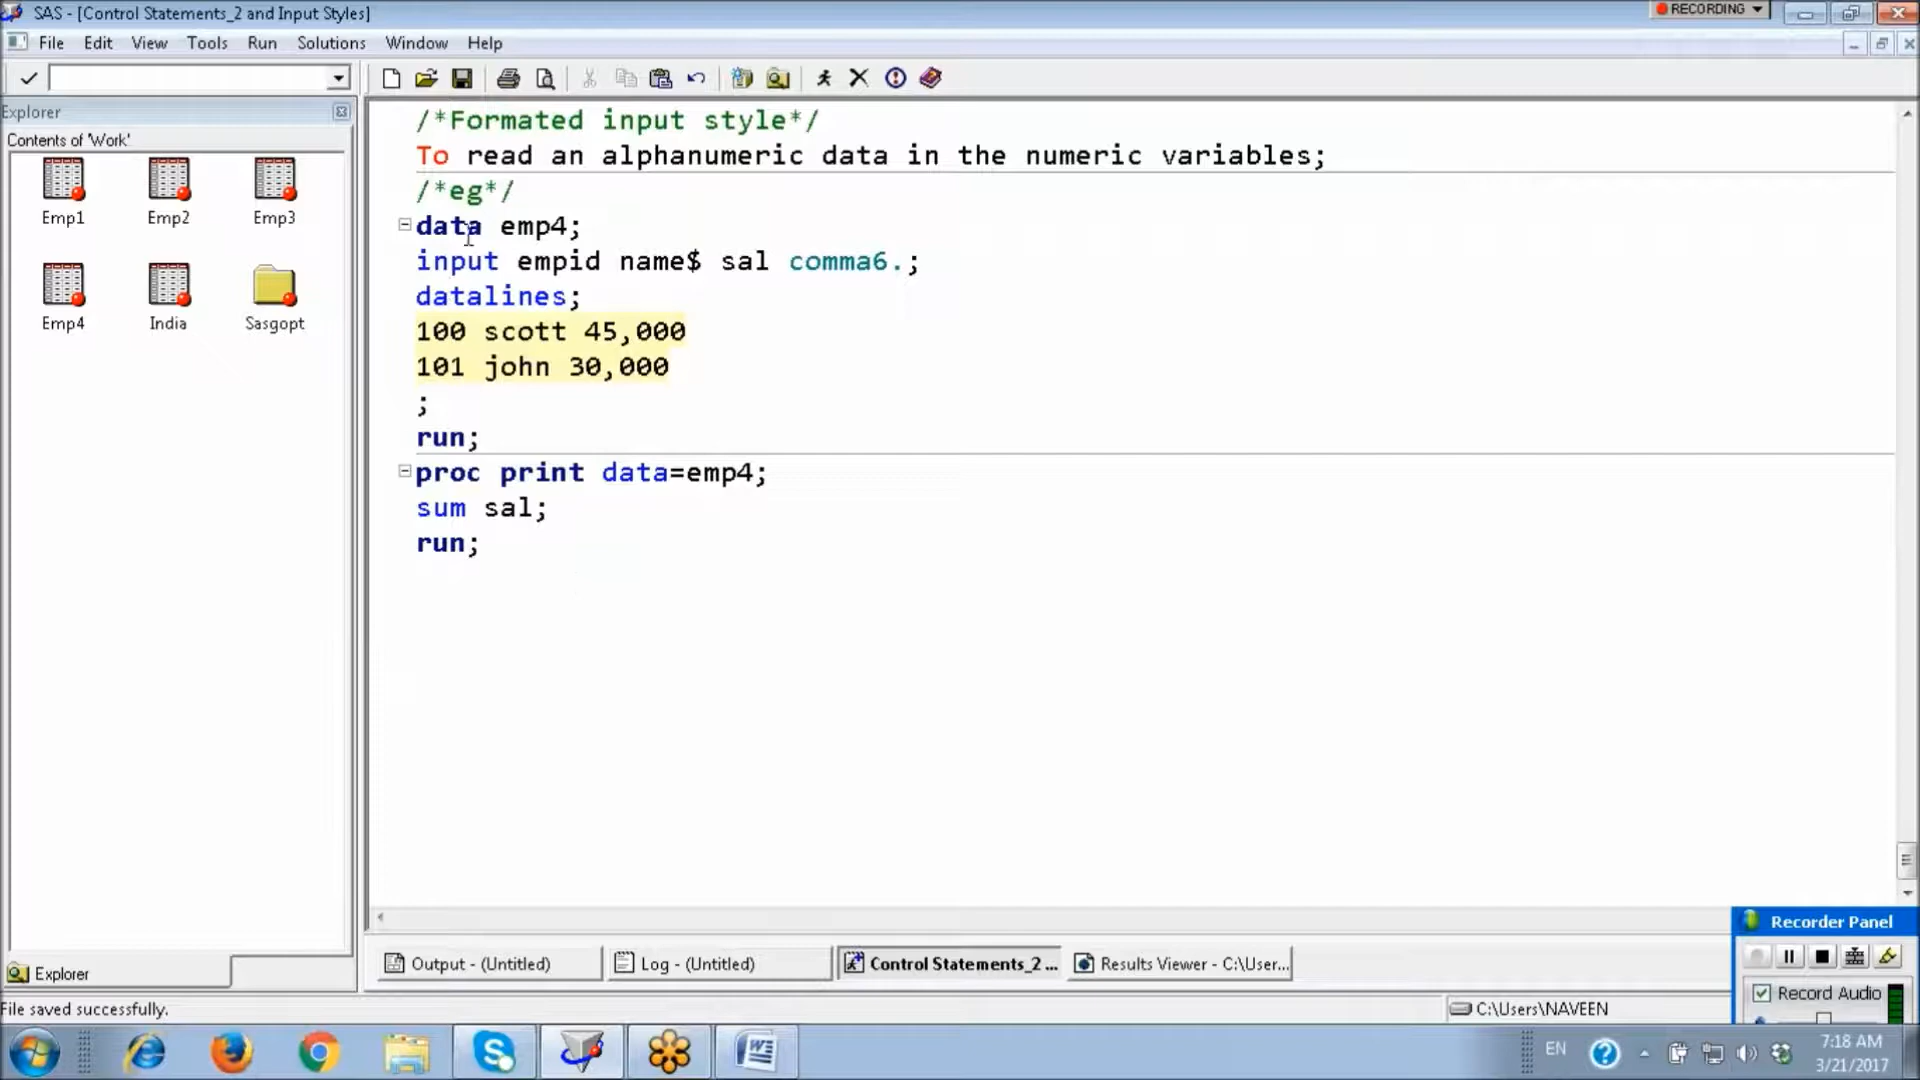 SAS - [Control Statements_2 and Input Styles]
RECORDING
File Edit View Tools Run Solutions Window Help
Explorer
Contents of 'Work'
Emp1 Emp2 Emp3
Emp4 India Sasgopt
/*Formated input style*/
To read an alphanumeric data in the numeric variables;
/*eg*/
data emp4;
input empid name$ sal comma6.;
datalines;
100 scott 45,000
101 john 30,000
;
run;
proc print data=emp4;
sum sal;
run;
Recorder Panel
Record Audio
Explorer
Output - (Untitled) Log - (Untitled) Control Statements_2 ... Results Viewer - C:\User...
File saved successfully.
C:\Users\NAVEEN
EN
7:18 AM
3/21/2017